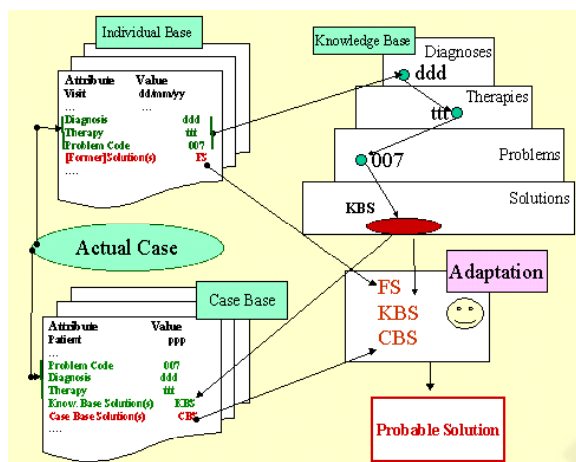 Individual Base
Attribute Value
Visit dd/mm/yy
... ...
Diagnosis ddd
Therapy ttt
Problem Code 007
[Former]Solution(s) FS
....
Knowledge Base
Diagnoses
ddd
Therapies
ttt
Problems
007
Solutions
KBS
Actual Case
Case Base
Attribute Value
Patient ppp
...
Problem Code 007
Diagnosis ddd
Therapy ttt
Know. Base Solution(s) KBS
Case Base Solution(s) CBS
....
Adaptation
FS
KBS
CBS
Probable Solution